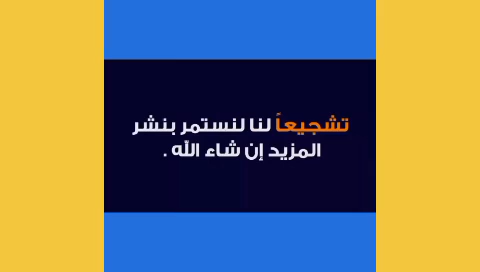 تشجيعاً لنا لنستمر بنشر
المزيد إن شاء الله .